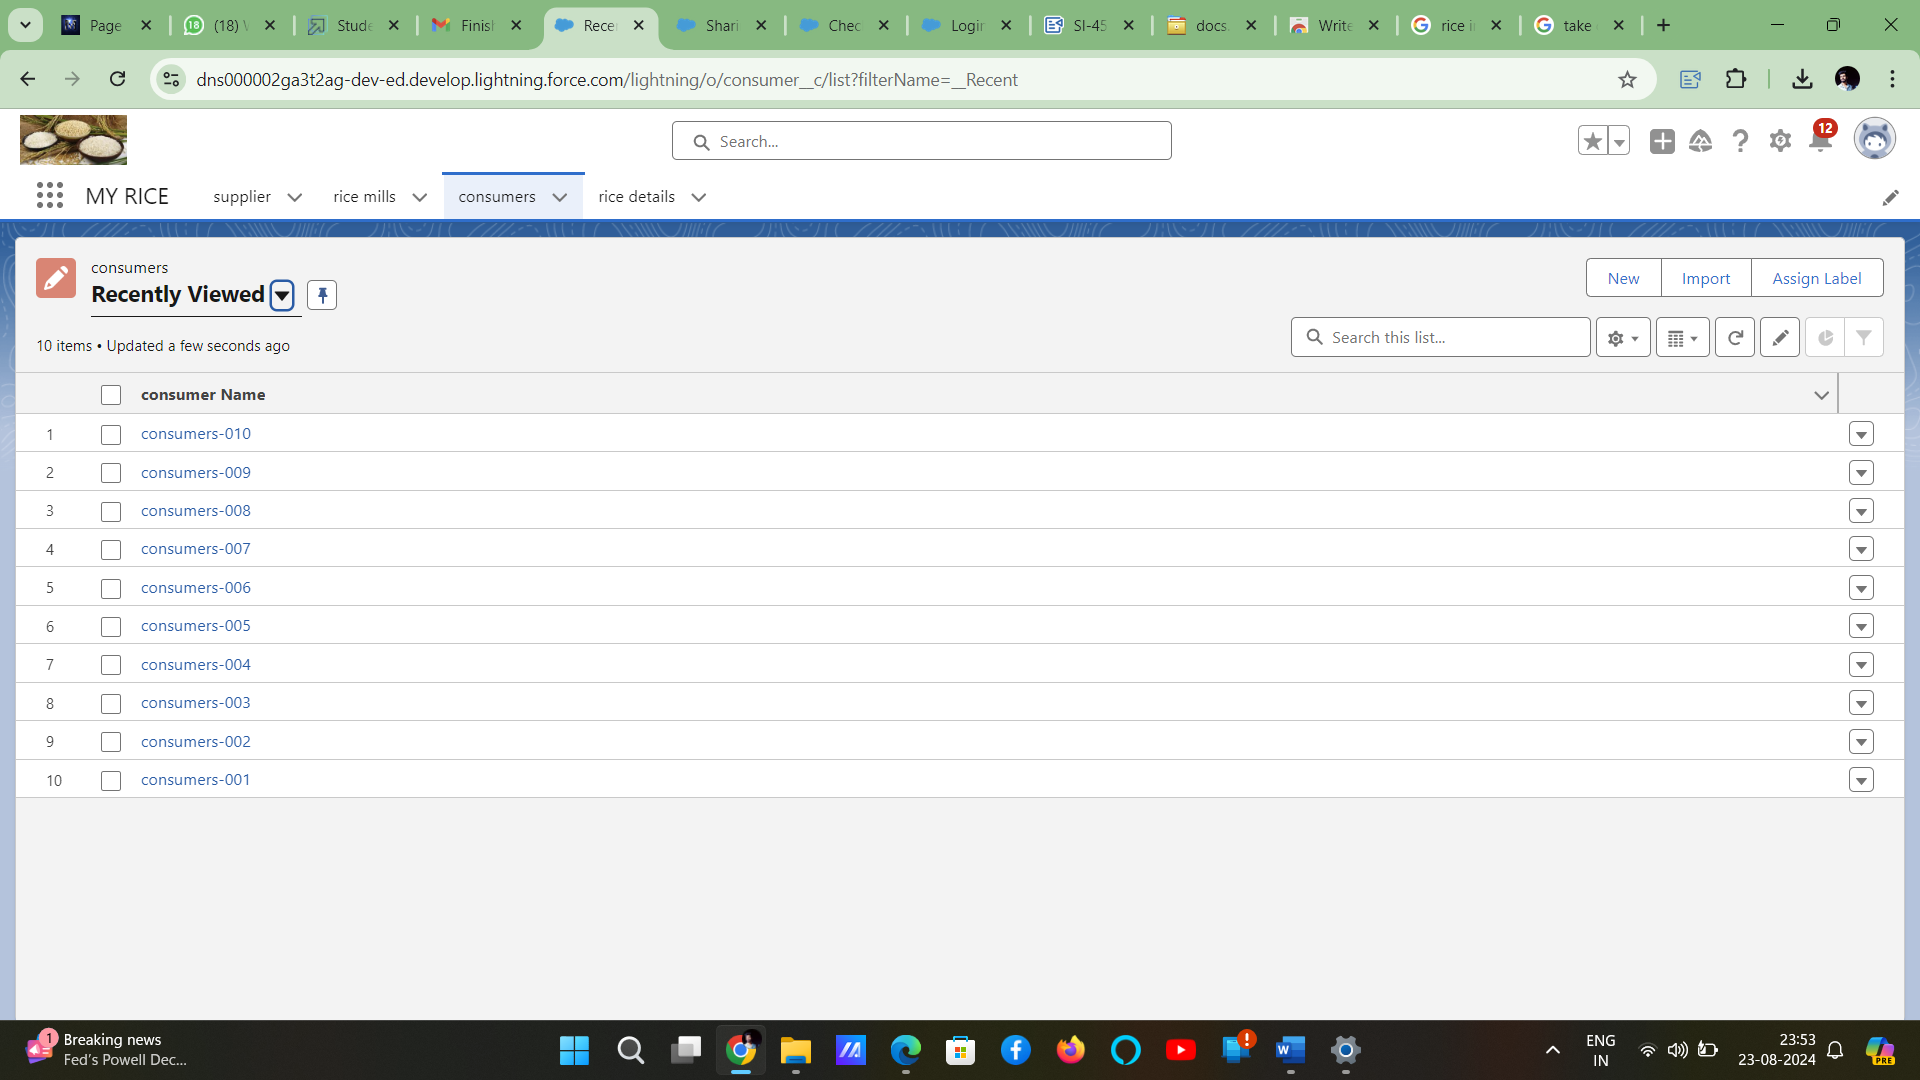 Page
18
(18) W
Stude
Finish
Recen
Shari
Chec
Login
SI-45
docs.
Write
rice in
take
dns000002ga3t2ag-dev-ed.develop.lightning.force.com/lightning/o/consumer__c/list?filterName=__Recent
Search...
12
MY RICE
supplier
rice mills
consumers
rice details
consumers
Recently Viewed
New
Import
Assign Label
10 items • Updated a few seconds ago
Search this list...
consumer Name
1 consumers-010
2 consumers-009
3 consumers-008
4 consumers-007
5 consumers-006
6 consumers-005
7 consumers-004
8 consumers-003
9 consumers-002
10 consumers-001
1
Breaking news
Fed's Powell Dec...
ENG
IN
23:53
23-08-2024
PRE